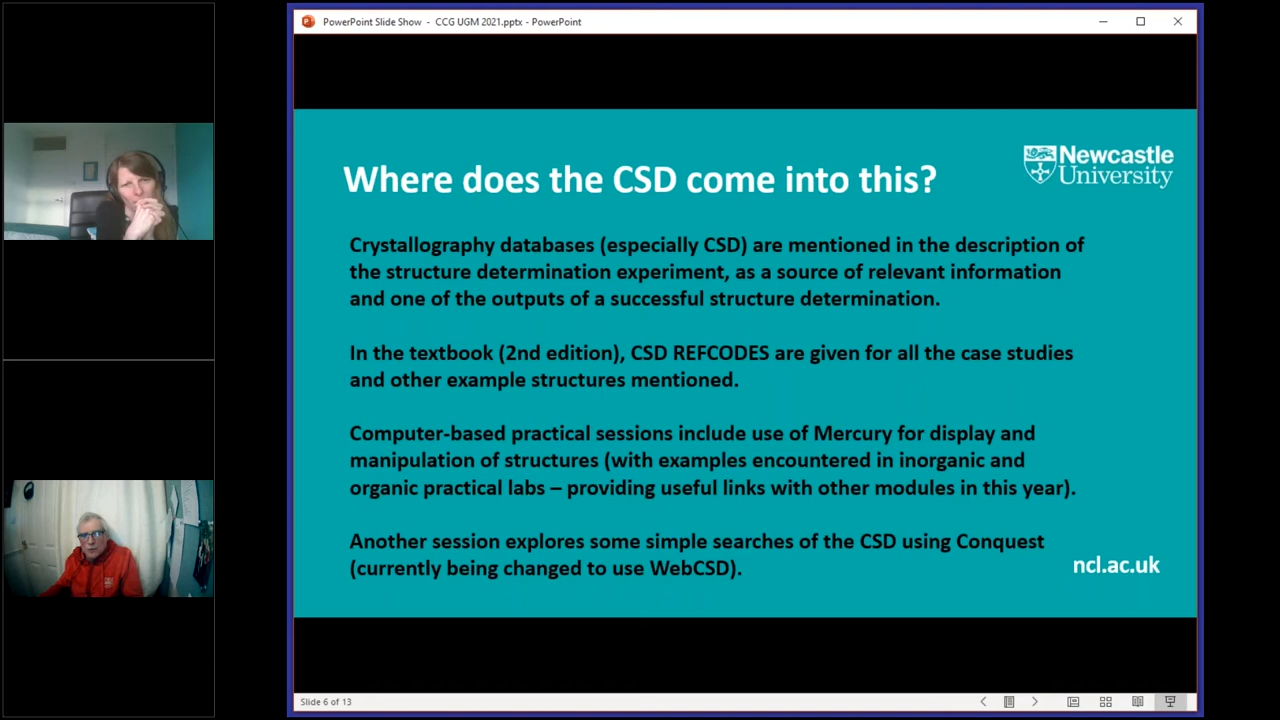 PowerPoint Slide Show - CCG UGM 2021.pptx - PowerPoint
Newcastle
University
Where does the CSD come into this?
Crystallography databases (especially CSD) are mentioned in the description of
the structure determination experiment, as a source of relevant information
and one of the outputs of a successful structure determination.
In the textbook (2nd edition), CSD REFCODES are given for all the case studies
and other example structures mentioned.
Computer-based practical sessions include use of Mercury for display and
manipulation of structures (with examples encountered in inorganic and
organic practical labs – providing useful links with other modules in this year).
Another session explores some simple searches of the CSD using Conquest
(currently being changed to use WebCSD).
ncl.ac.uk
Slide 6 of 13